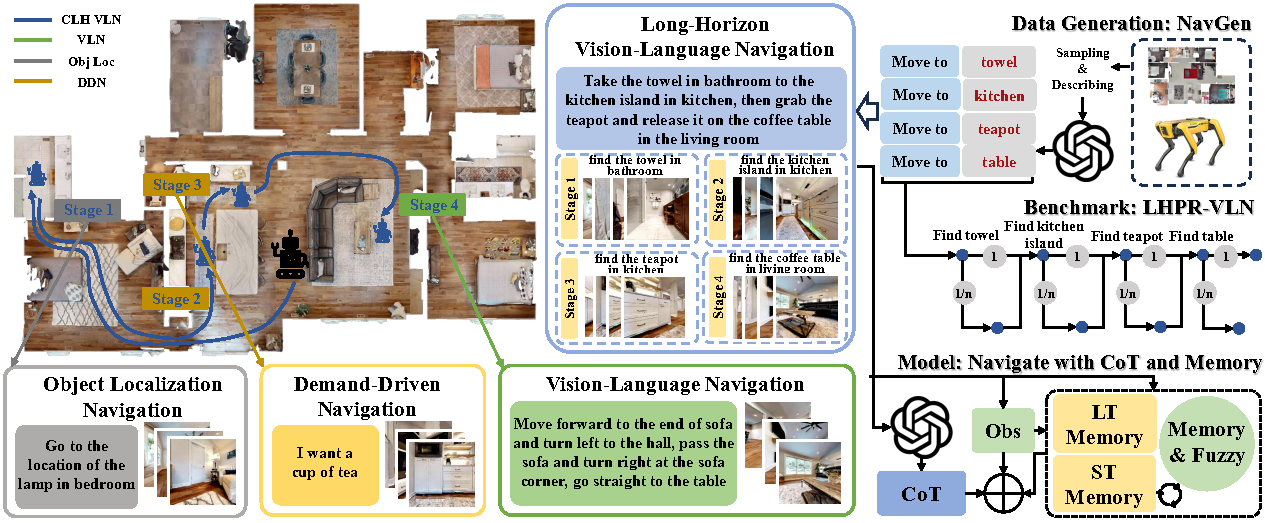 CLH VLN
VLN
Obj Loc
DDN
Stage 1
Stage 2
Stage 3
Stage 4
Long-Horizon
Vision-Language Navigation
Take the towel in bathroom to the
kitchen island in kitchen, then grab the
teapot and release it on the coffee table
in the living room
Stage 1
find the towel in
bathroom
Stage 2
find the kitchen
island in kitchen
Stage 3
find the teapot
in kitchen
Stage 4
find the coffee table
in living room
Data Generation: NavGen
Move to towel
Move to kitchen
Move to teapot
Move to table
Sampling
&
Describing
Benchmark: LHPR-VLN
Find towel
Find kitchen
island
Find teapot
Find table
1
1
1
1
1/n
1/n
1/n
1/n
Model: Navigate with CoT and Memory
CoT
Obs
LT
Memory
ST
Memory
Memory
& Fuzzy
Object Localization
Navigation
Go to the
location of the
lamp in bedroom
Demand-Driven
Navigation
I want a
cup of tea
Vision-Language Navigation
Move forward to the end of sofa
and turn left to the hall, pass the
sofa and turn right at the sofa
corner, go straight to the table